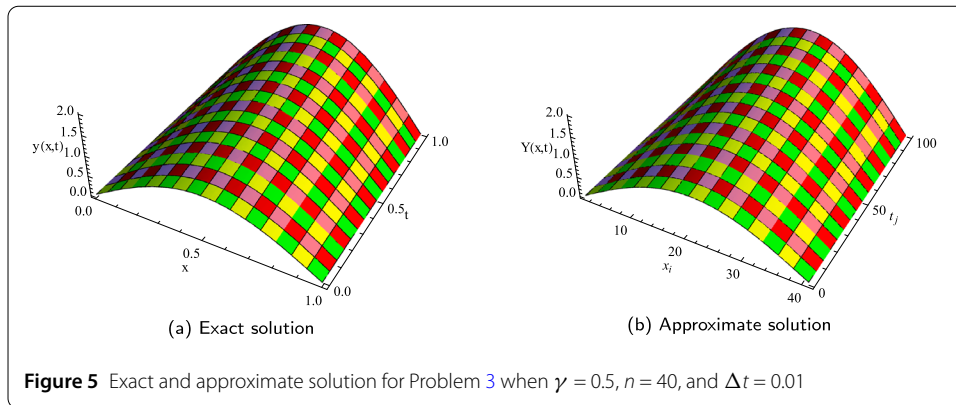 2.0
1.5
y(x,t)1.0
0.5
0.0
0.0
0.5
x
1.0
0.0
0.5t
1.0
(a) Exact solution
2.0
1.5
Y(x,t)1.0
0.5
0.0
10
20
x_i
30
40
0
50
t_j
100
(b) Approximate solution
Figure 5 Exact and approximate solution for Problem 3 when γ = 0.5, n = 40, and Δt = 0.01